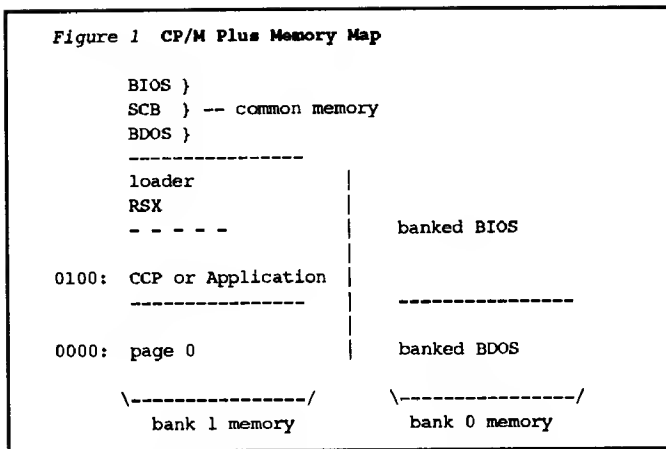 Figure 1 CP/M Plus Memory Map
BIOS }
SCB } -- common memory
BDOS }
----------------
loader |
RSX |
- - - - - | banked BIOS
0100: CCP or Application |
---------------- | ----------------
0000: page 0 | banked BDOS
\----------------/ \----------------/
bank 1 memory bank 0 memory